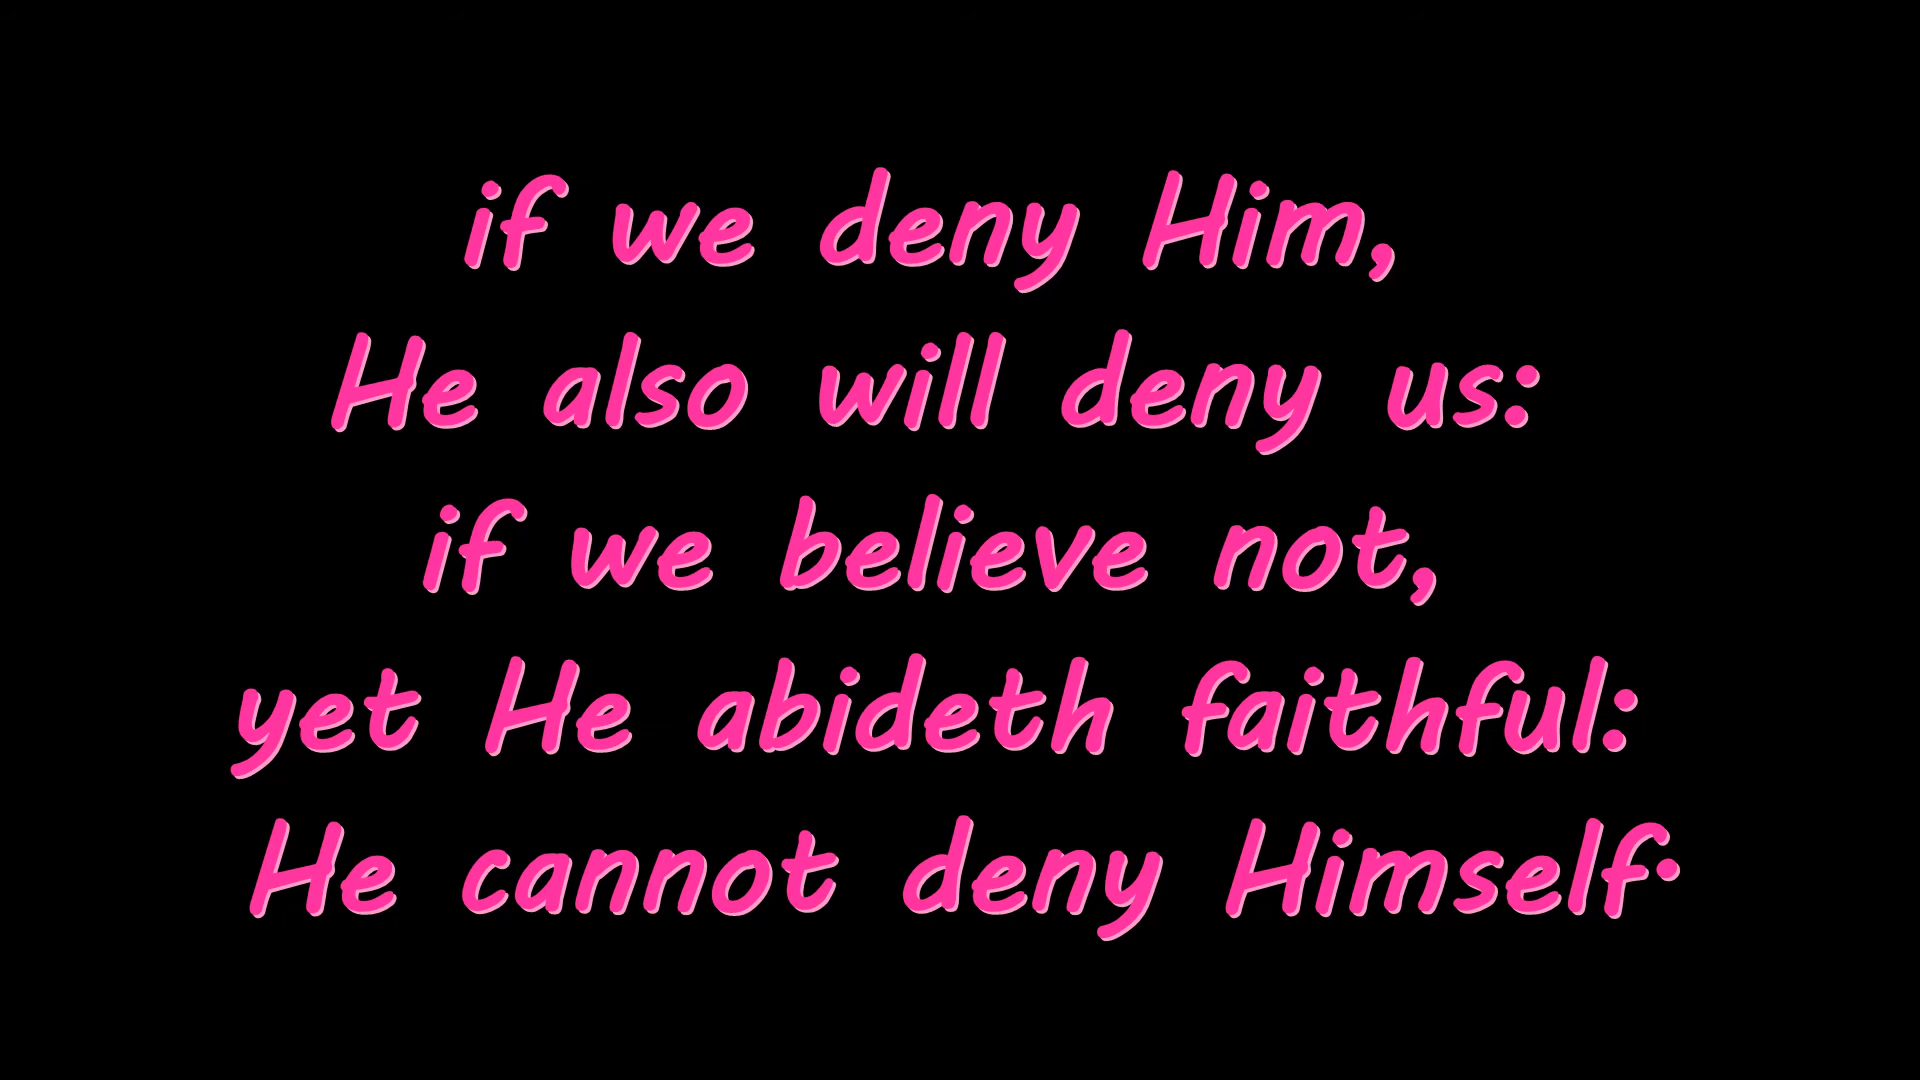 if we deny Him,
He also will deny us:
if we believe not,
yet He abideth faithful:
He cannot deny Himself·